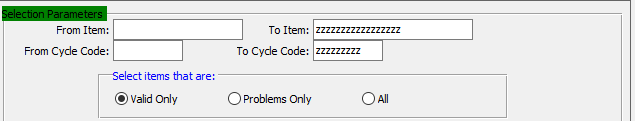 Selection Parameters
From Item: To Item: zzzzzzzzzzzzzzzzz
From Cycle Code: To Cycle Code: zzzzzzzzz
Select items that are:
Valid Only Problems Only All